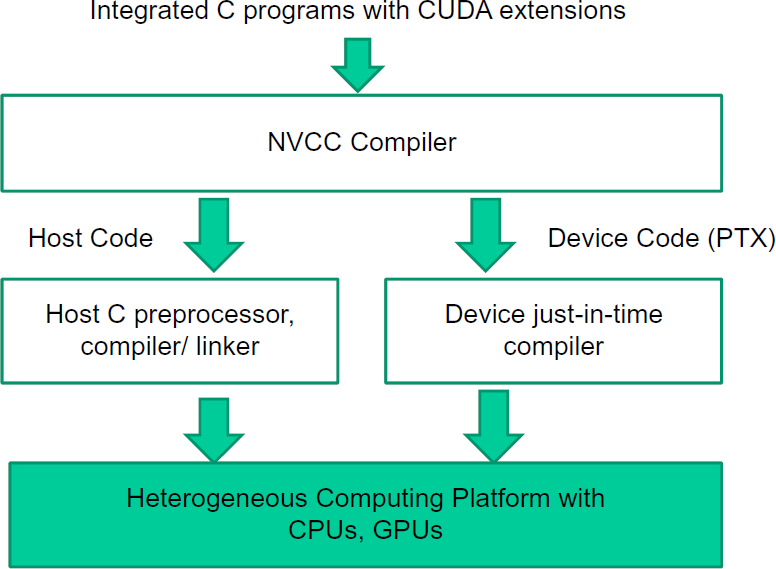 Integrated C programs with CUDA extensions
NVCC Compiler
Host Code
Device Code (PTX)
Host C preprocessor,
compiler/ linker
Device just-in-time
compiler
Heterogeneous Computing Platform with
CPUs, GPUs